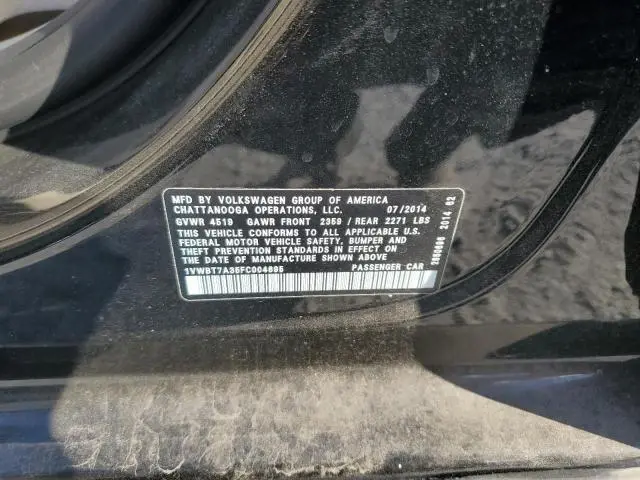 MFD BY VOLKSWAGEN GROUP OF AMERICA
CHATTANOOGA OPERATIONS, LLC. 07/2014
GVWR 4519 GAWR FRONT 2359 / REAR 2271 LBS
THIS VEHICLE CONFORMS TO ALL APPLICABLE U.S.
FEDERAL MOTOR VEHICLE SAFETY, BUMPER AND
THEFT PREVENTION STANDARDS IN EFFECT ON
THE DATE OF MANUFACTURE SHOWN ABOVE
1VWBT7A35FC004695 PASSENGER CAR
2014 62